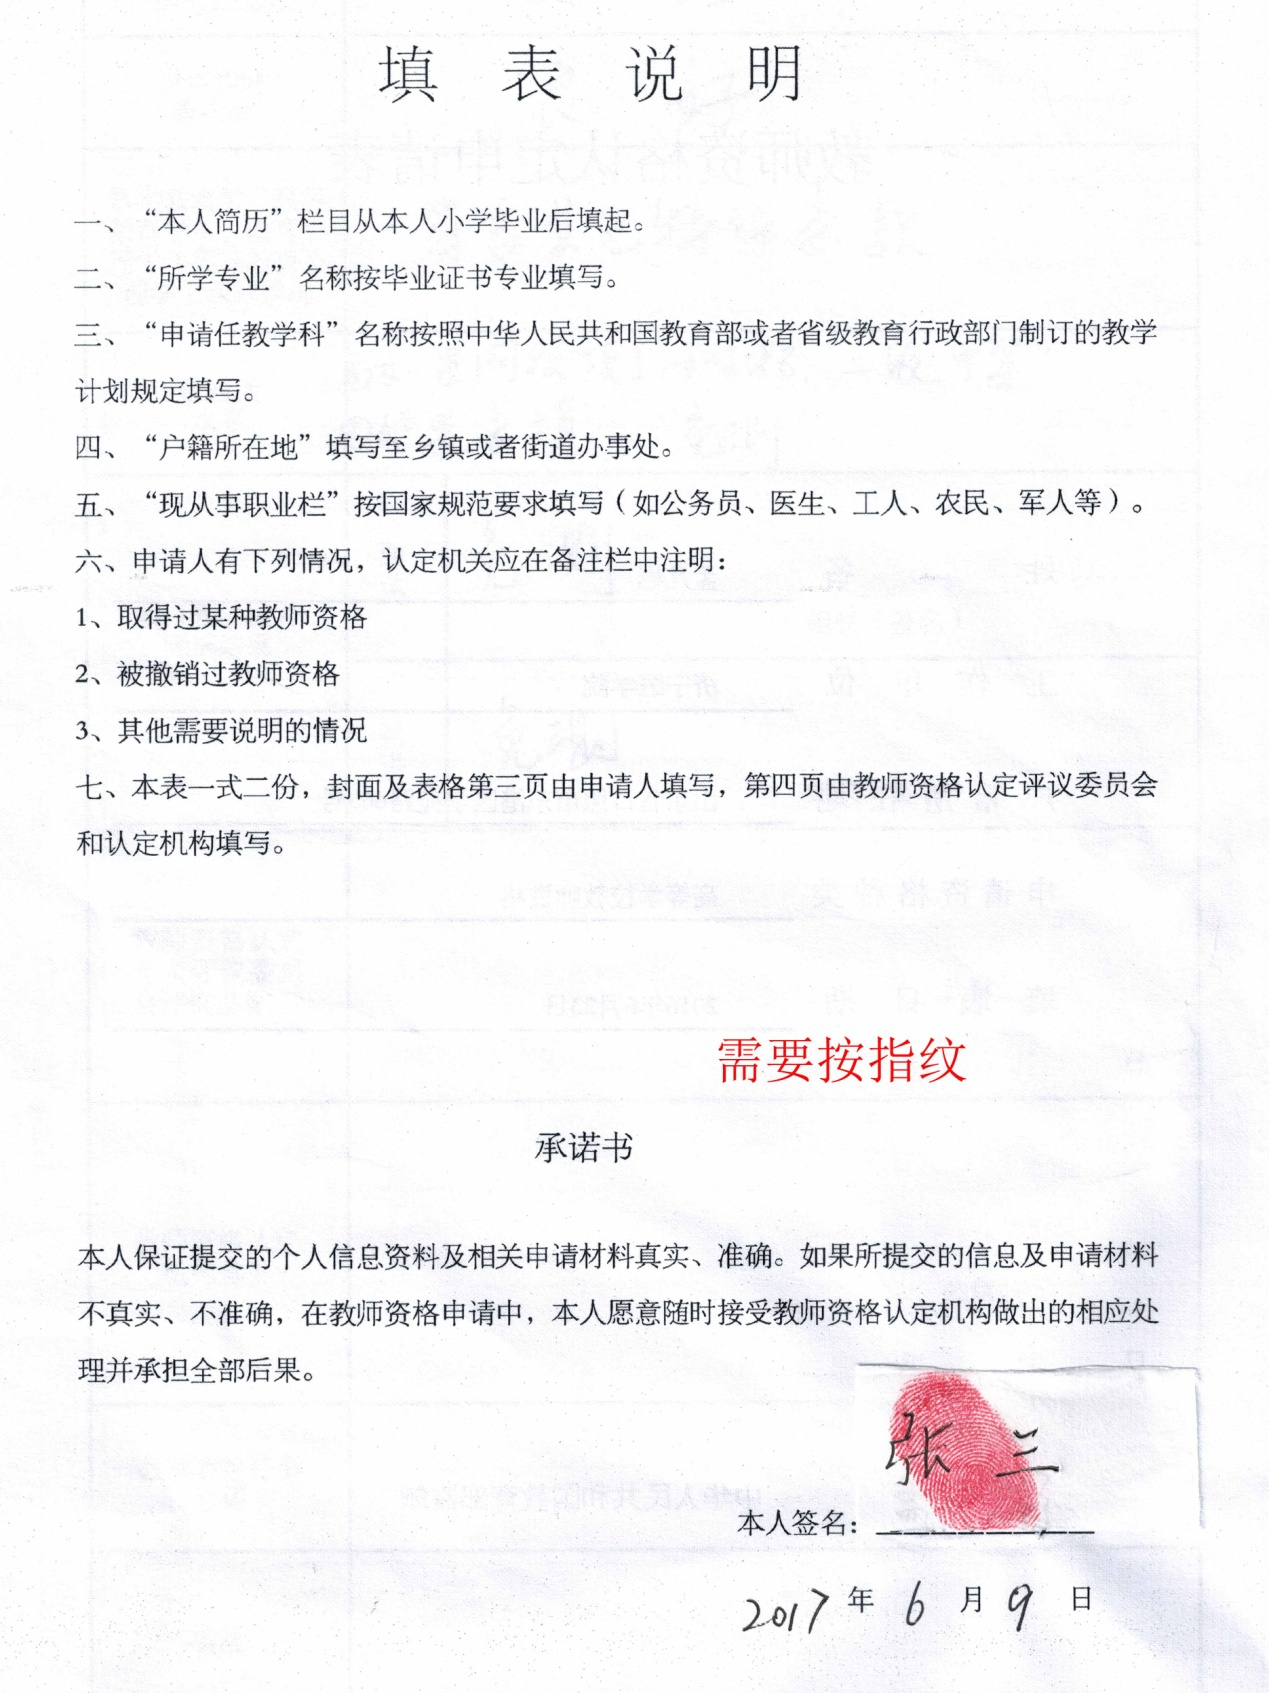 填表说明
一、“本人简历”栏目从本人小学毕业后填起。
二、“所学专业”名称按毕业证书专业填写。
三、“申请任教学科”名称按照中华人民共和国教育部或者省级教育行政部门制订的教学
计划规定填写。
四、“户籍所在地”填写至乡镇或者街道办事处。
五、“现从事职业栏”按国家规范要求填写（如公务员、医生、工人、农民、军人等）。
六、申请人有下列情况，认定机关应在备注栏中注明：
1、取得过某种教师资格
2、被撤销过教师资格
3、其他需要说明的情况
七、本表一式二份，封面及表格第三页由申请人填写，第四页由教师资格认定评议委员会
和认定机构填写。
需要按指纹
承诺书
本人保证提交的个人信息资料及相关申请材料真实、准确。如果所提交的信息及申请材料
不真实、不准确，在教师资格申请中，本人愿意随时接受教师资格认定机构做出的相应处
理并承担全部后果。
本人签名：张兰
2017年6月9日